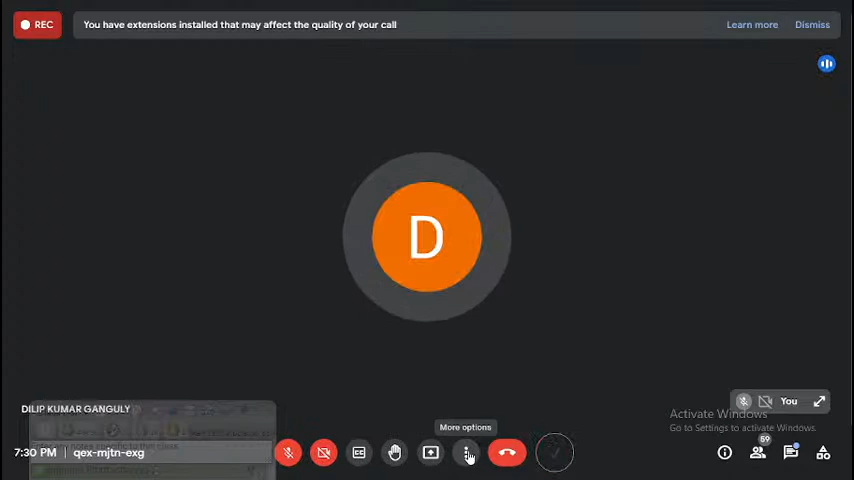 REC
You have extensions installed that may affect the quality of your call
Learn more
Dismiss
D
DILIP KUMAR GANGULY
You
Activate Windows
Go to Settings to activate Windows.
More options
7:30 PM | qex-mjtn-exg
CC
59